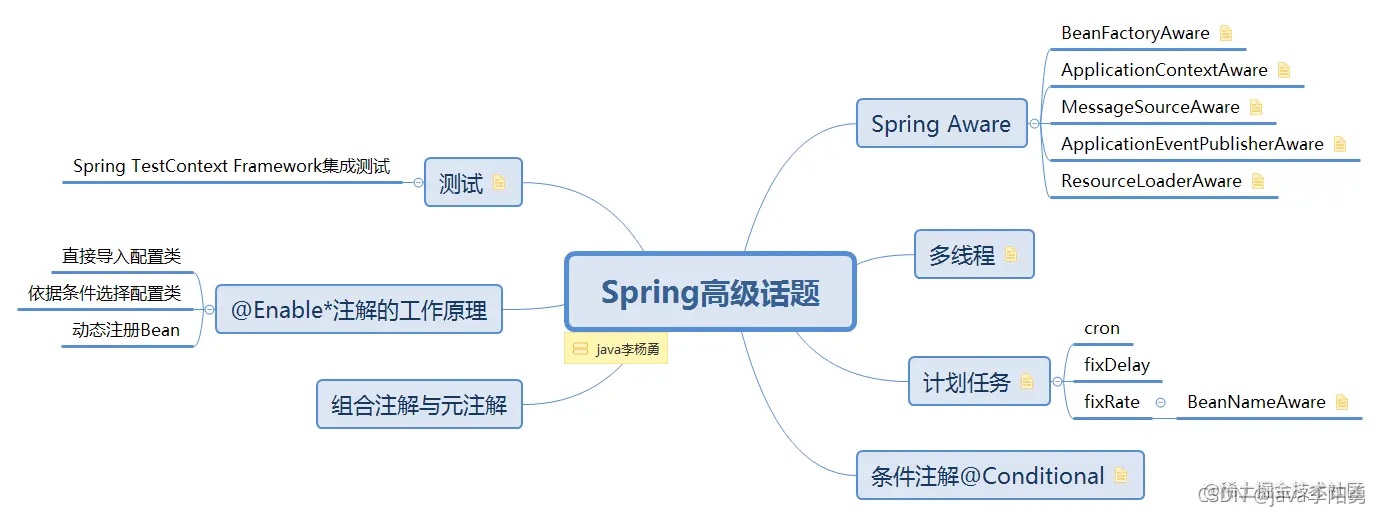 Spring高级话题
java李杨勇
Spring Aware
BeanFactoryAware
ApplicationContextAware
MessageSourceAware
ApplicationEventPublisherAware
ResourceLoaderAware
多线程
计划任务
cron
fixDelay
fixRate
BeanNameAware
条件注解@Conditional
测试
Spring TestContext Framework集成测试
@Enable*注解的工作原理
直接导入配置类
依据条件选择配置类
动态注册Bean
组合注解与元注解
@稀土掘金技术社区
CSDN @java李阳勇